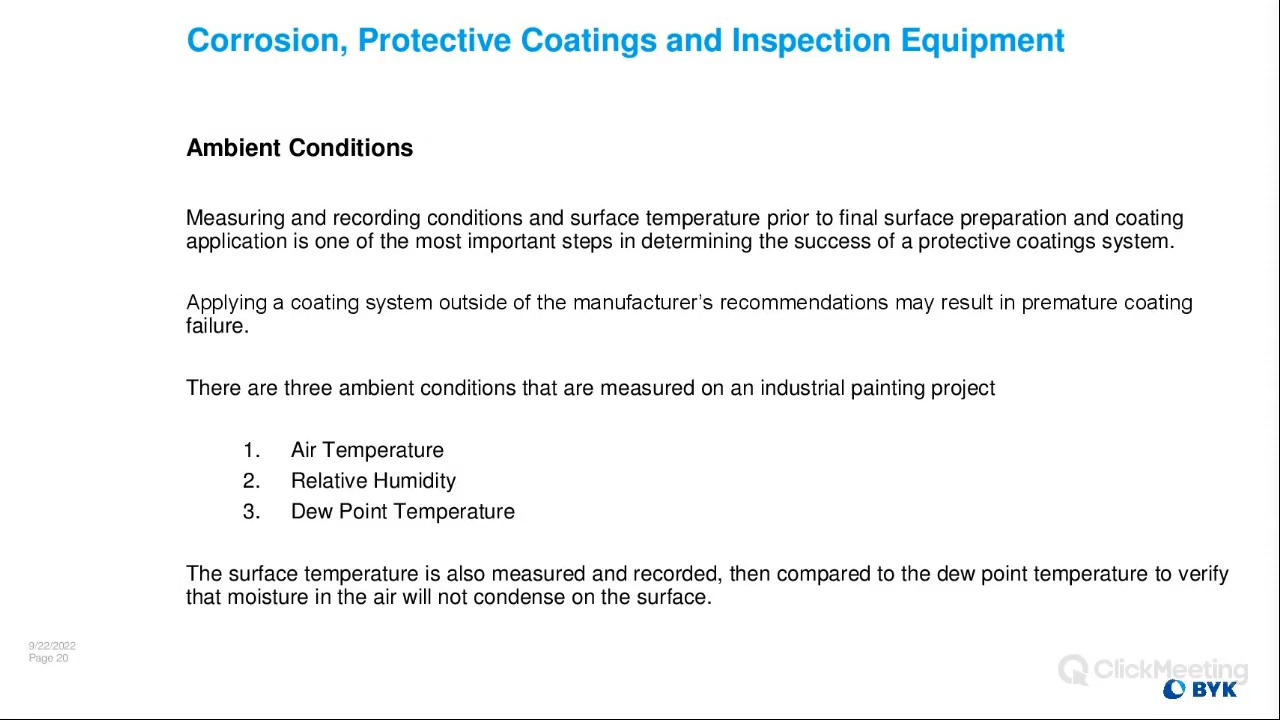 Corrosion, Protective Coatings and Inspection Equipment
Ambient Conditions
Measuring and recording conditions and surface temperature prior to final surface preparation and coating
application is one of the most important steps in determining the success of a protective coatings system.
Applying a coating system outside of the manufacturer's recommendations may result in premature coating
failure.
There are three ambient conditions that are measured on an industrial painting project
1. Air Temperature
2. Relative Humidity
3. Dew Point Temperature
The surface temperature is also measured and recorded, then compared to the dew point temperature to verify
that moisture in the air will not condense on the surface.
9/22/2022
Page 20
ClickMeeting
BYK